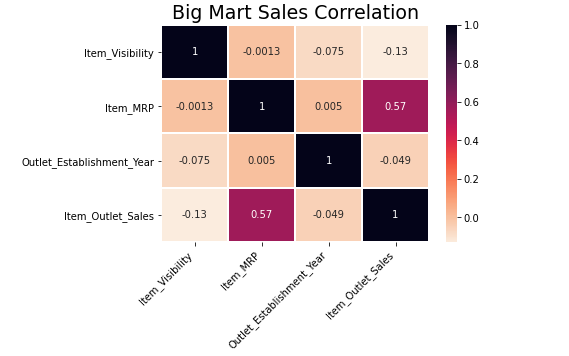 Big Mart Sales Correlation
Item_Visibility 1 -0.0013 -0.075 -0.13
Item_MRP -0.0013 1 0.005 0.57
Outlet_Establishment_Year -0.075 0.005 1 -0.049
Item_Outlet_Sales -0.13 0.57 -0.049 1
Item_Visibility
Item_MRP
Outlet_Establishment_Year
Item_Outlet_Sales
1.0
0.8
0.6
0.4
0.2
0.0